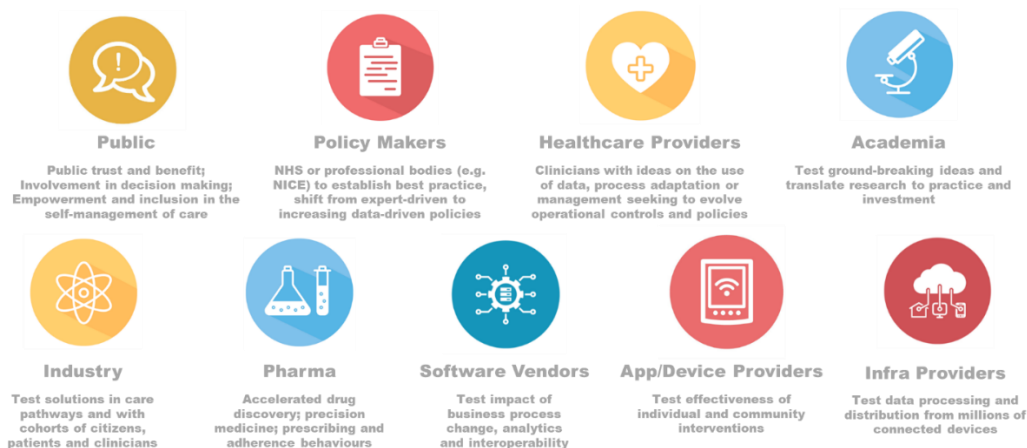 Public
Public trust and benefit;
Involvement in decision making;
Empowerment and inclusion in the
self-management of care
Policy Makers
NHS or professional bodies (e.g.
NICE) to establish best practice,
shift from expert-driven to
increasing data-driven policies
Healthcare Providers
Clinicians with ideas on the use
of data, process adaptation or
management seeking to evolve
operational controls and policies
Academia
Test ground-breaking ideas and
translate research to practice and
investment
Industry
Test solutions in care
pathways and with
cohorts of citizens,
patients and clinicians
Pharma
Accelerated drug
discovery; precision
medicine; prescribing and
adherence behaviours
Software Vendors
Test impact of
business process
change, analytics
and interoperability
App/Device Providers
Test effectiveness of
individual and community
interventions
Infra Providers
Test data processing and
distribution from millions of
connected devices